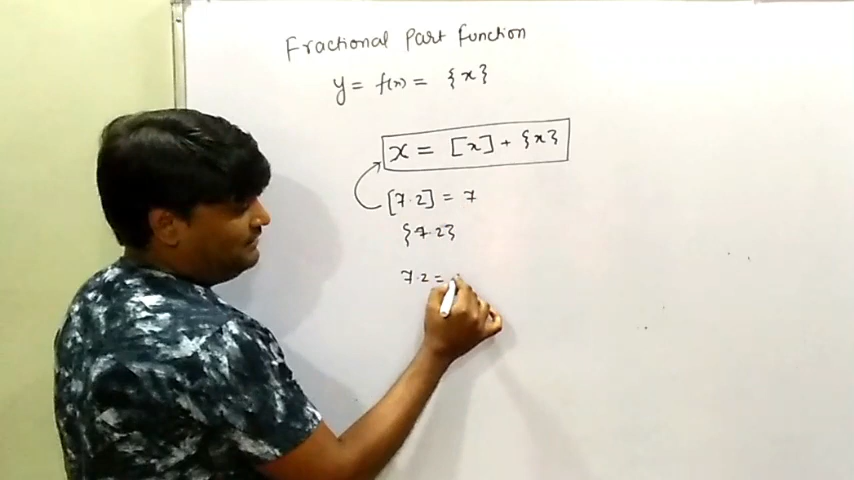 Fractional Part Function
y = f(x) = {x}
x = [x] + {x}
[7.2] = 7
{7.2}
7.2 =